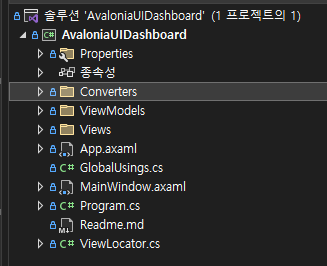 솔루션 'AvaloniaUIDashboard' (1 프로젝트의 1)
AvaloniaUIDashboard
Properties
종속성
Converters
ViewModels
Views
App.axaml
GlobalUsings.cs
MainWindow.axaml
Program.cs
Readme.md
ViewLocator.cs